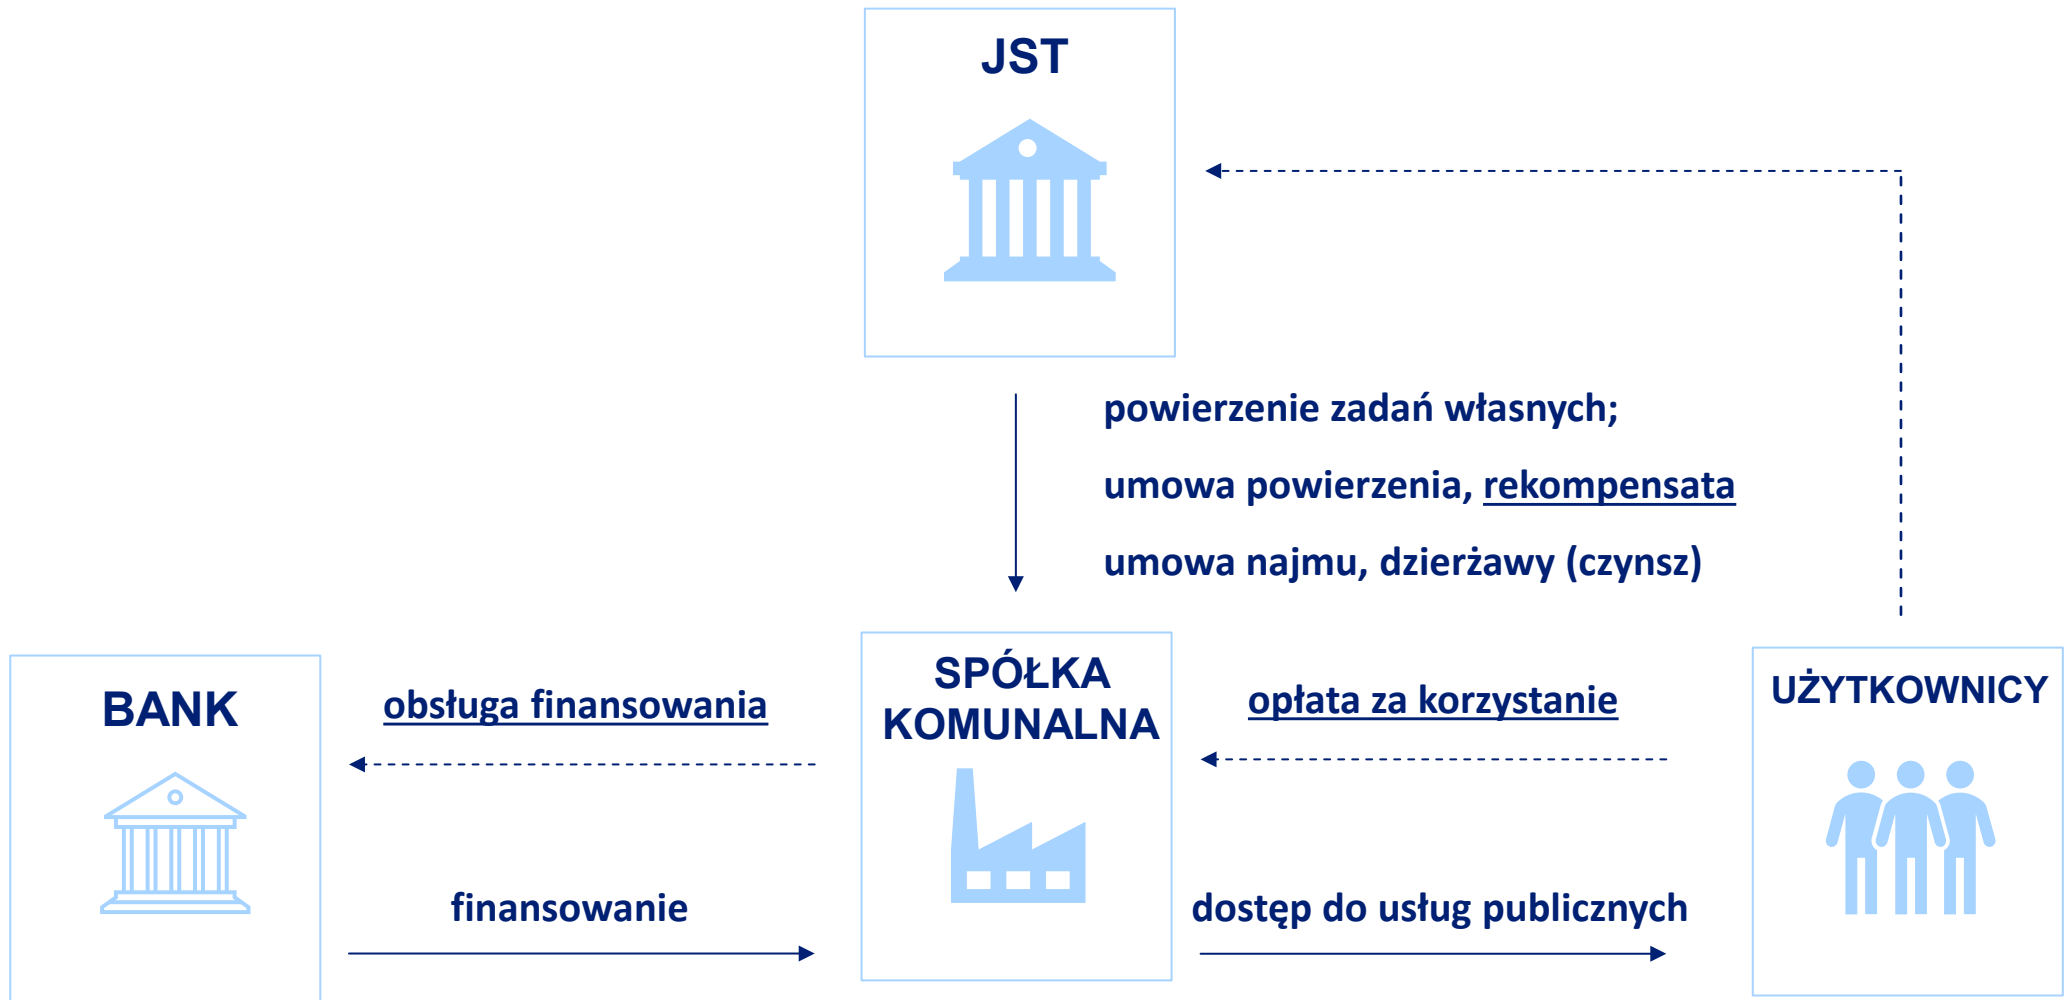 JST
powierzenie zadań własnych;
umowa powierzenia, rekompensata
umowa najmu, dzierżawy (czynsz)
BANK
obsługa finansowania
finansowanie
SPÓŁKA
KOMUNALNA
opłata za korzystanie
dostęp do usług publicznych
UŻYTKOWNICY